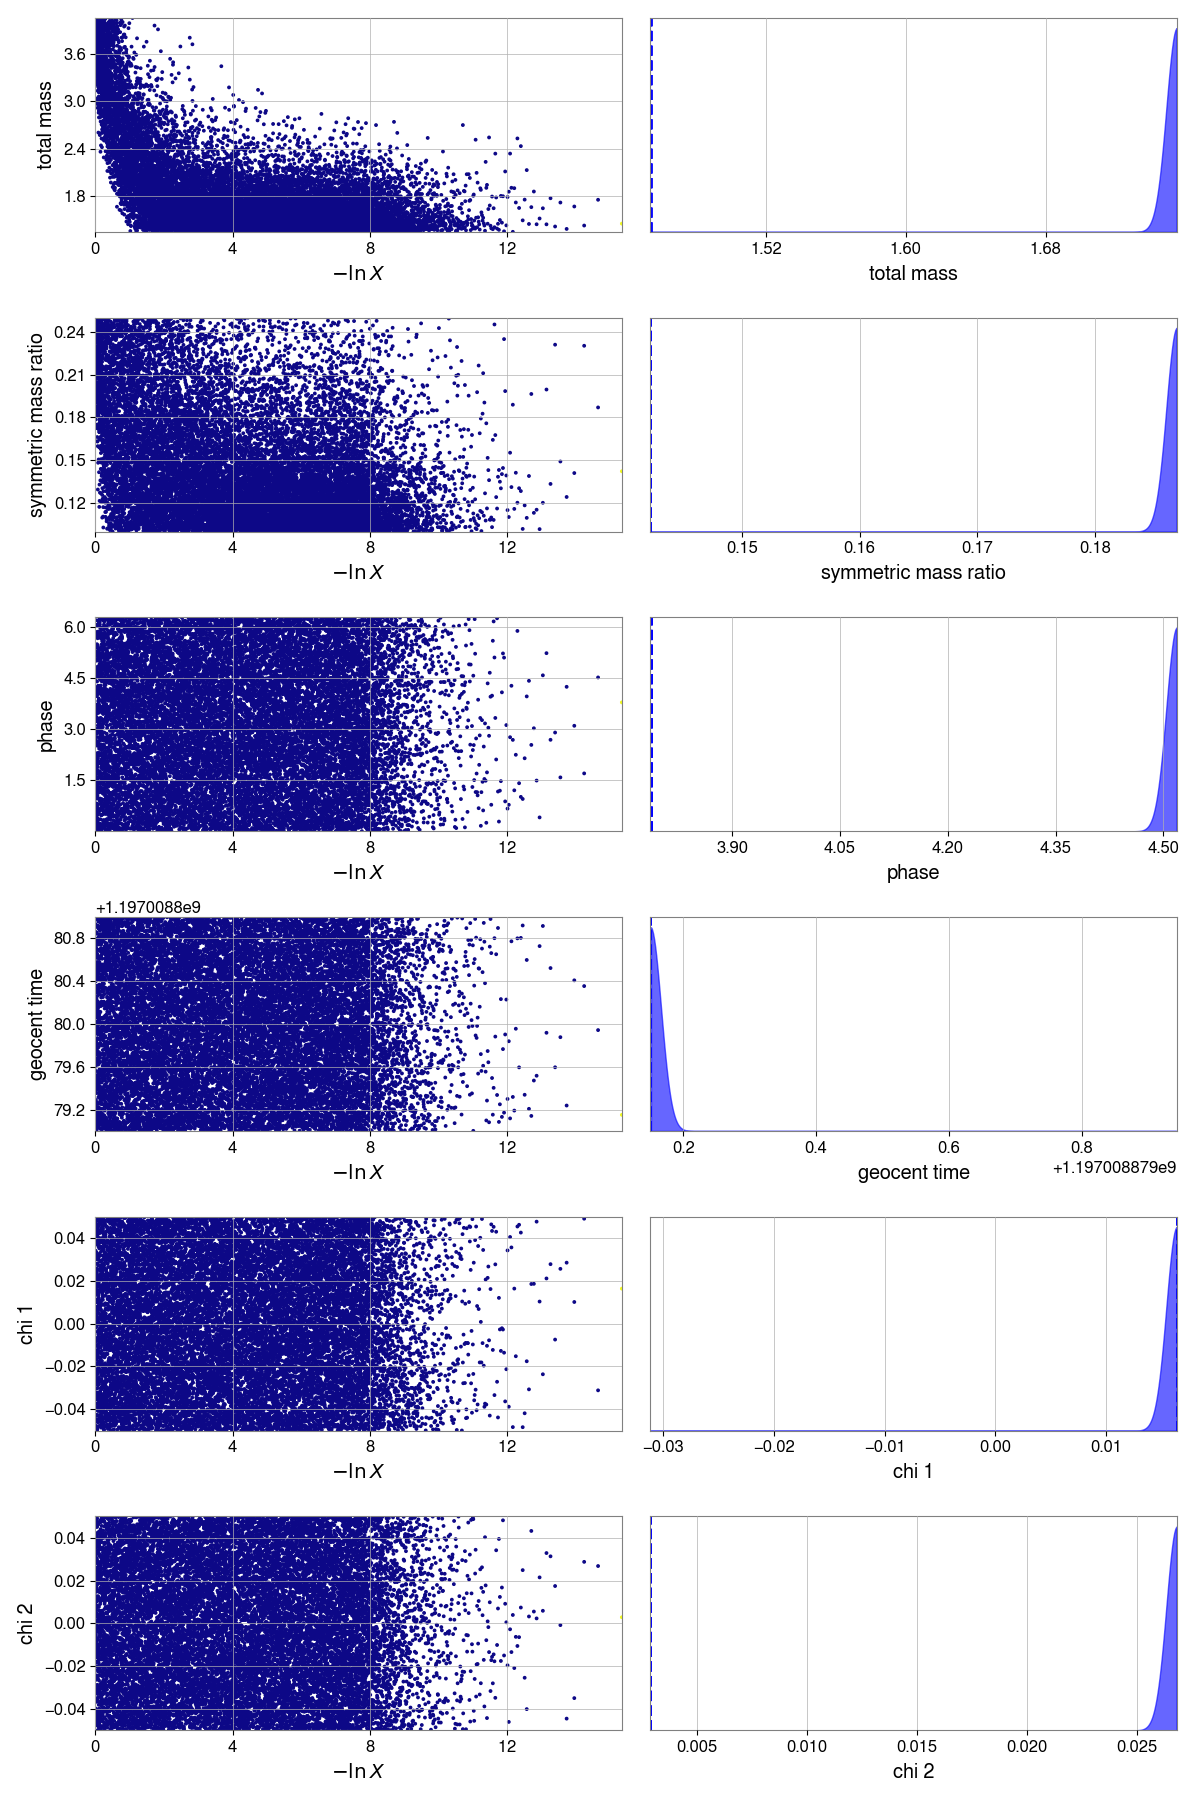 3.6
3.0
2.4
1.8
total mass
0 4 8 12
−ln X
1.52 1.60 1.68
total mass
0.24
0.21
0.18
0.15
0.12
symmetric mass ratio
0 4 8 12
−ln X
0.15 0.16 0.17 0.18
symmetric mass ratio
6.0
4.5
3.0
1.5
phase
0 4 8 12
−ln X
3.90 4.05 4.20 4.35 4.50
phase
+1.1970088e9
80.8
80.4
80.0
79.6
79.2
geocent time
0 4 8 12
−ln X
0.2 0.4 0.6 0.8
geocent time
+1.197008879e9
0.04
0.02
0.00
−0.02
−0.04
chi 1
0 4 8 12
−ln X
−0.03 −0.02 −0.01 0.00 0.01
chi 1
0.04
0.02
0.00
−0.02
−0.04
chi 2
0 4 8 12
−ln X
0.005 0.010 0.015 0.020 0.025
chi 2